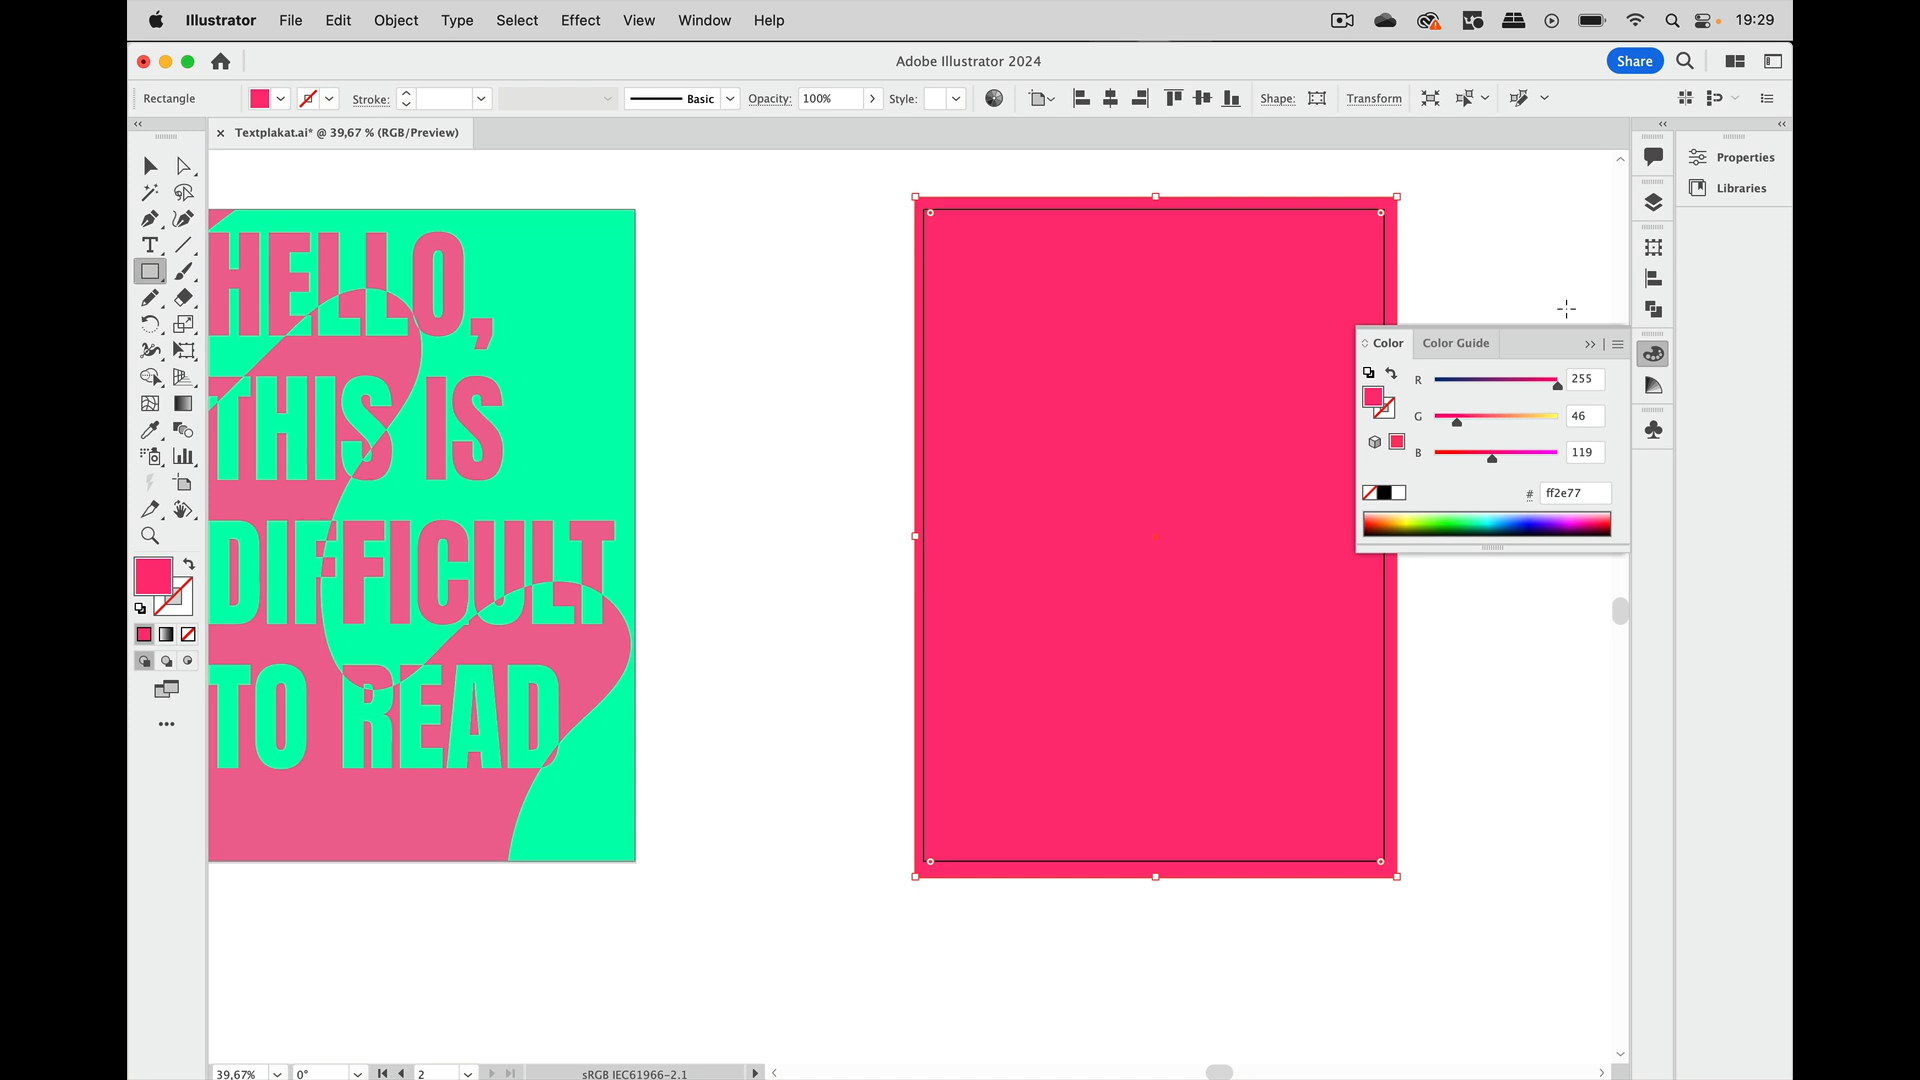 Illustrator File Edit Object Type Select Effect View Window Help 19:29
Adobe Illustrator 2024 Share
Rectangle Stroke: Basic Opacity: 100% Style: Shape: Transform
Textplakat.ai* @ 39,67 % (RGB/Preview)
Properties
Libraries
HELLO,
THIS IS
DIFFICULT
TO READ
Color Color Guide
R 255
G 46
B 119
# ff2e77
39,67% 0° 2 sRGB IEC61966-2.1